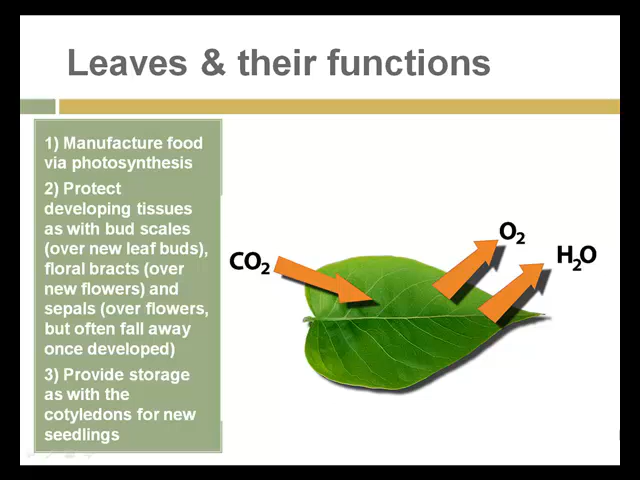 Leaves & their functions
1) Manufacture food
via photosynthesis
2) Protect
developing tissues
as with bud scales
(over new leaf buds),
floral bracts (over
new flowers) and
sepals (over flowers,
but often fall away
once developed)
3) Provide storage
as with the
cotyledons for new
seedlings
CO2
O2
H2O